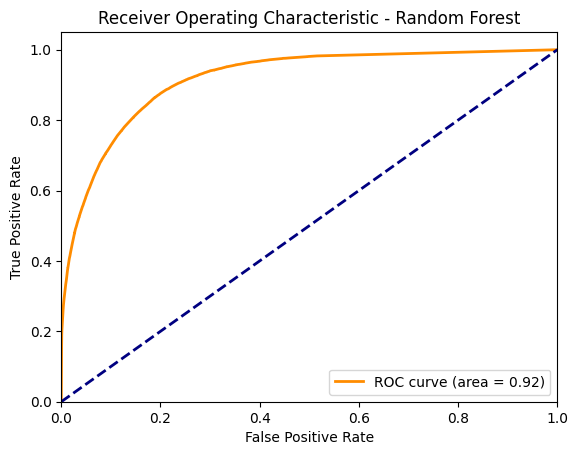 Receiver Operating Characteristic - Random Forest
True Positive Rate
1.0
0.8
0.6
0.4
0.2
0.0
ROC curve (area = 0.92)
0.0 0.2 0.4 0.6 0.8 1.0
False Positive Rate